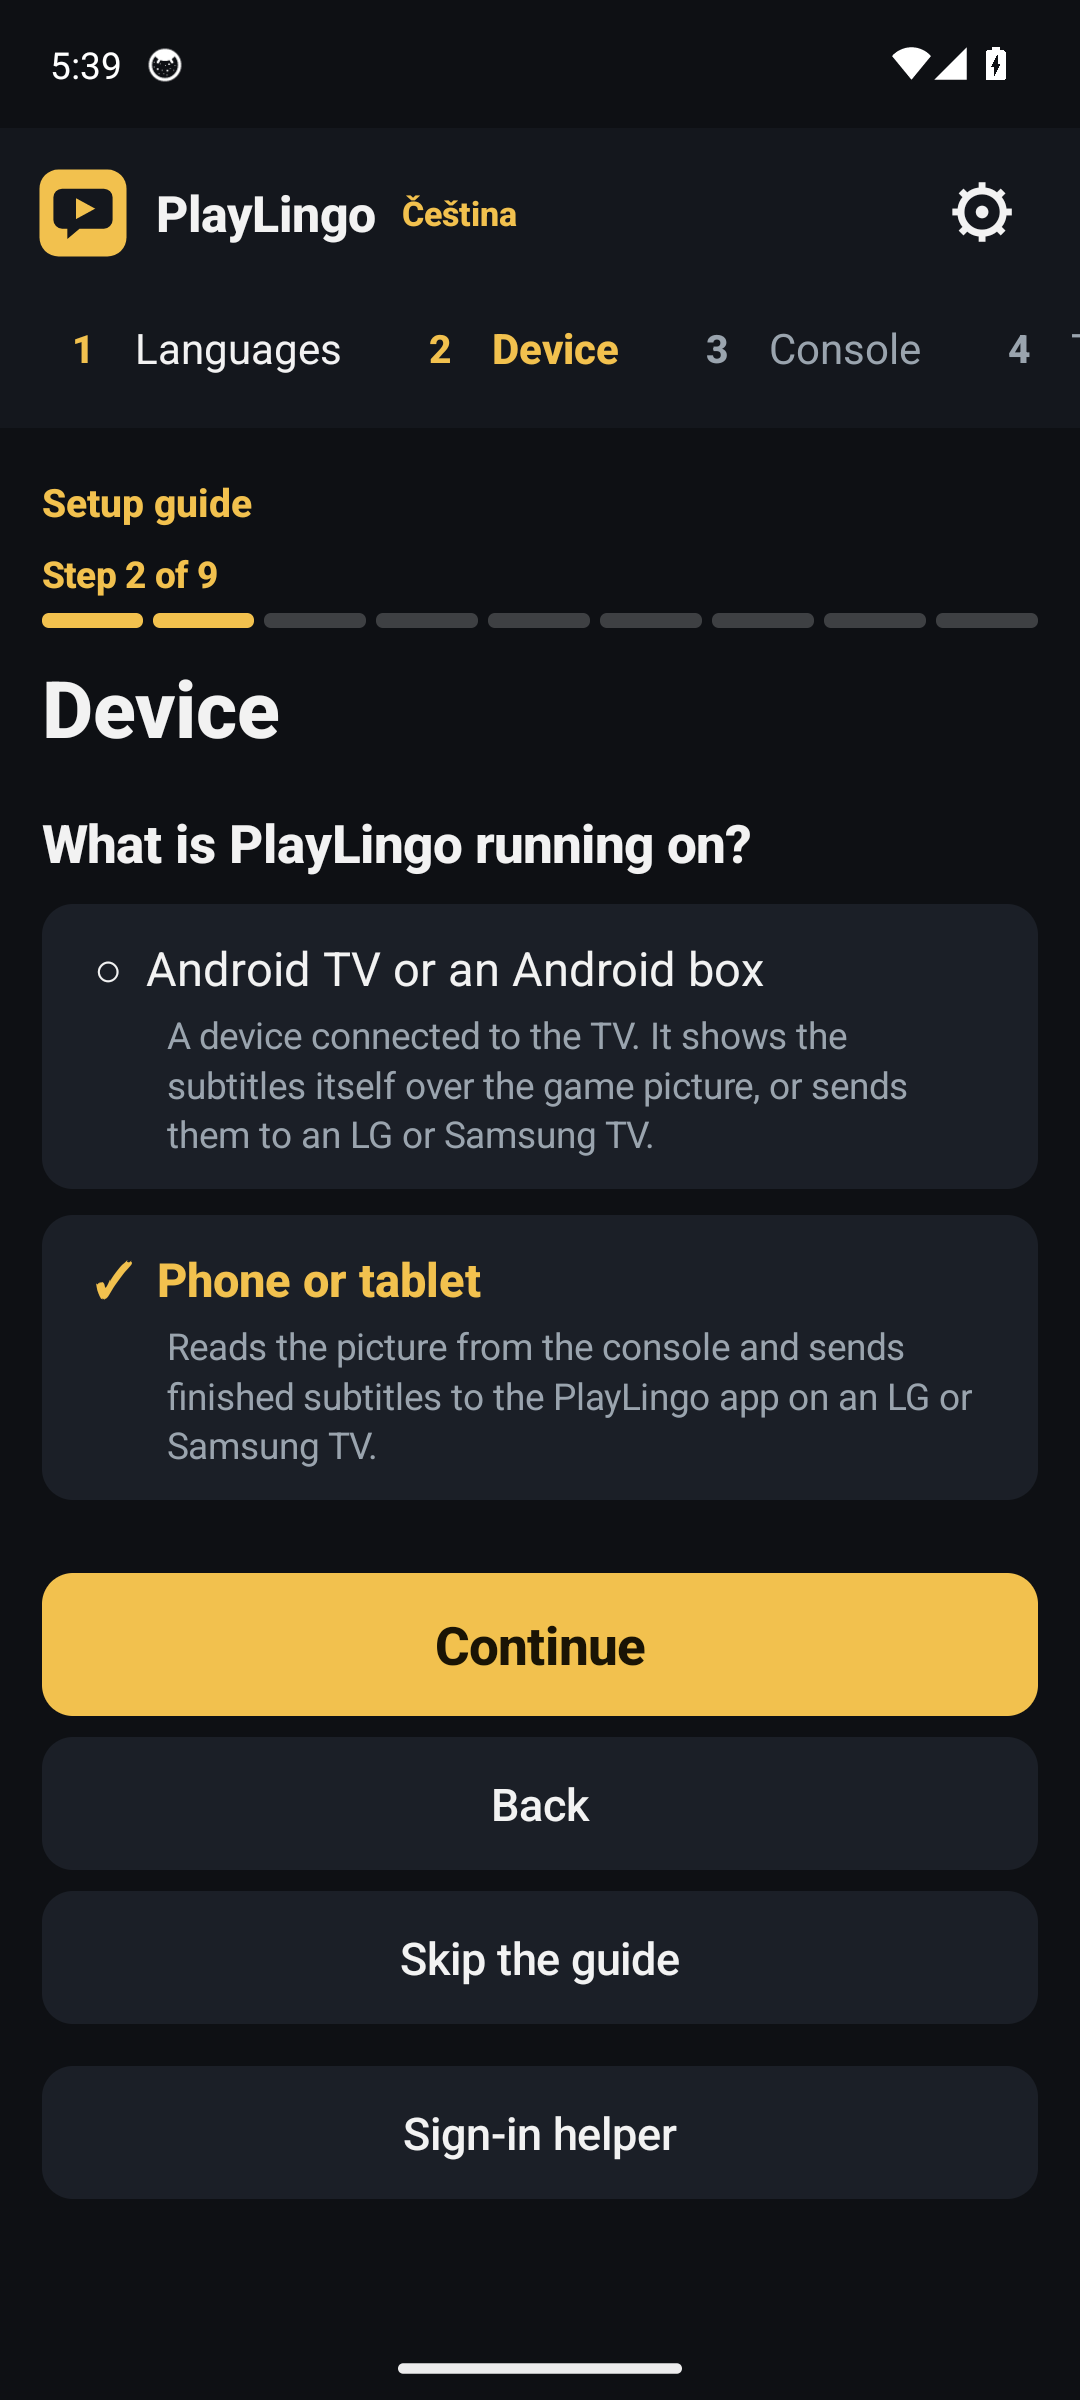 5:39
PlayLingo Čeština
1 Languages 2 Device 3 Console 4
Setup guide
Step 2 of 9
Device
What is PlayLingo running on?
○ Android TV or an Android box
A device connected to the TV. It shows the
subtitles itself over the game picture, or sends
them to an LG or Samsung TV.
✓ Phone or tablet
Reads the picture from the console and sends
finished subtitles to the PlayLingo app on an LG or
Samsung TV.
Continue
Back
Skip the guide
Sign-in helper